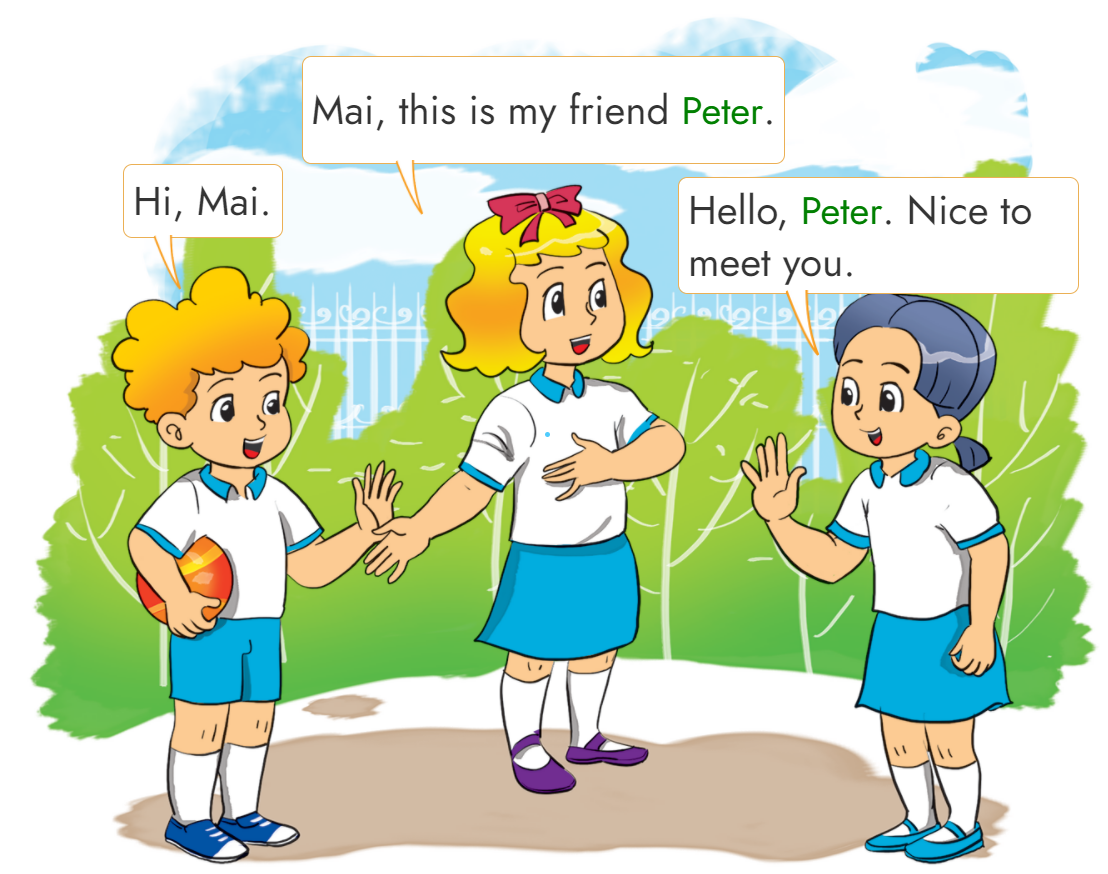 Mai, this is my friend Peter.
Hi, Mai.
Hello, Peter. Nice to
meet you.